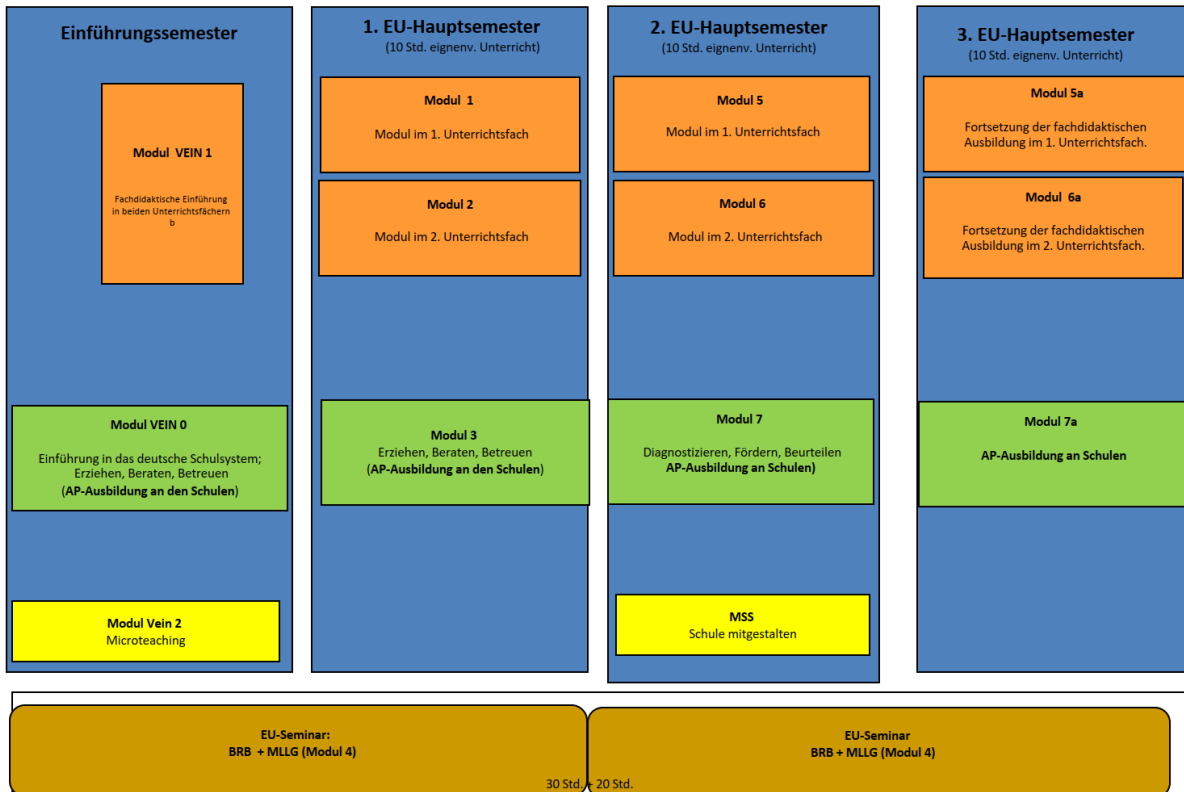 Einführungssemester
Modul VEIN 1
Fachdidaktische Einführung
in beiden Unterrichtsfächern
b
Modul VEIN 0
Einführung in das deutsche Schulsystem;
Erziehen, Beraten, Betreuen
(AP-Ausbildung an den Schulen)
Modul Vein 2
Microteaching
1. EU-Hauptsemester
(10 Std. eignenv. Unterricht)
Modul 1
Modul im 1. Unterrichtsfach
Modul 2
Modul im 2. Unterrichtsfach
Modul 3
Erziehen, Beraten, Betreuen
(AP-Ausbildung an den Schulen)
2. EU-Hauptsemester
(10 Std. eignenv. Unterricht)
Modul 5
Modul im 1. Unterrichtsfach
Modul 6
Modul im 2. Unterrichtsfach
Modul 7
Diagnostizieren, Fördern, Beurteilen
AP-Ausbildung an Schulen)
MSS
Schule mitgestalten
3. EU-Hauptsemester
(10 Std. eignenv. Unterricht)
Modul 5a
Fortsetzung der fachdidaktischen
Ausbildung im 1. Unterrichtsfach.
Modul 6a
Fortsetzung der fachdidaktischen
Ausbildung im 2. Unterrichtsfach.
Modul 7a
AP-Ausbildung an Schulen
EU-Seminar:
BRB + MLLG (Modul 4)
EU-Seminar
BRB + MLLG (Modul 4)
30 Std. + 20 Std.